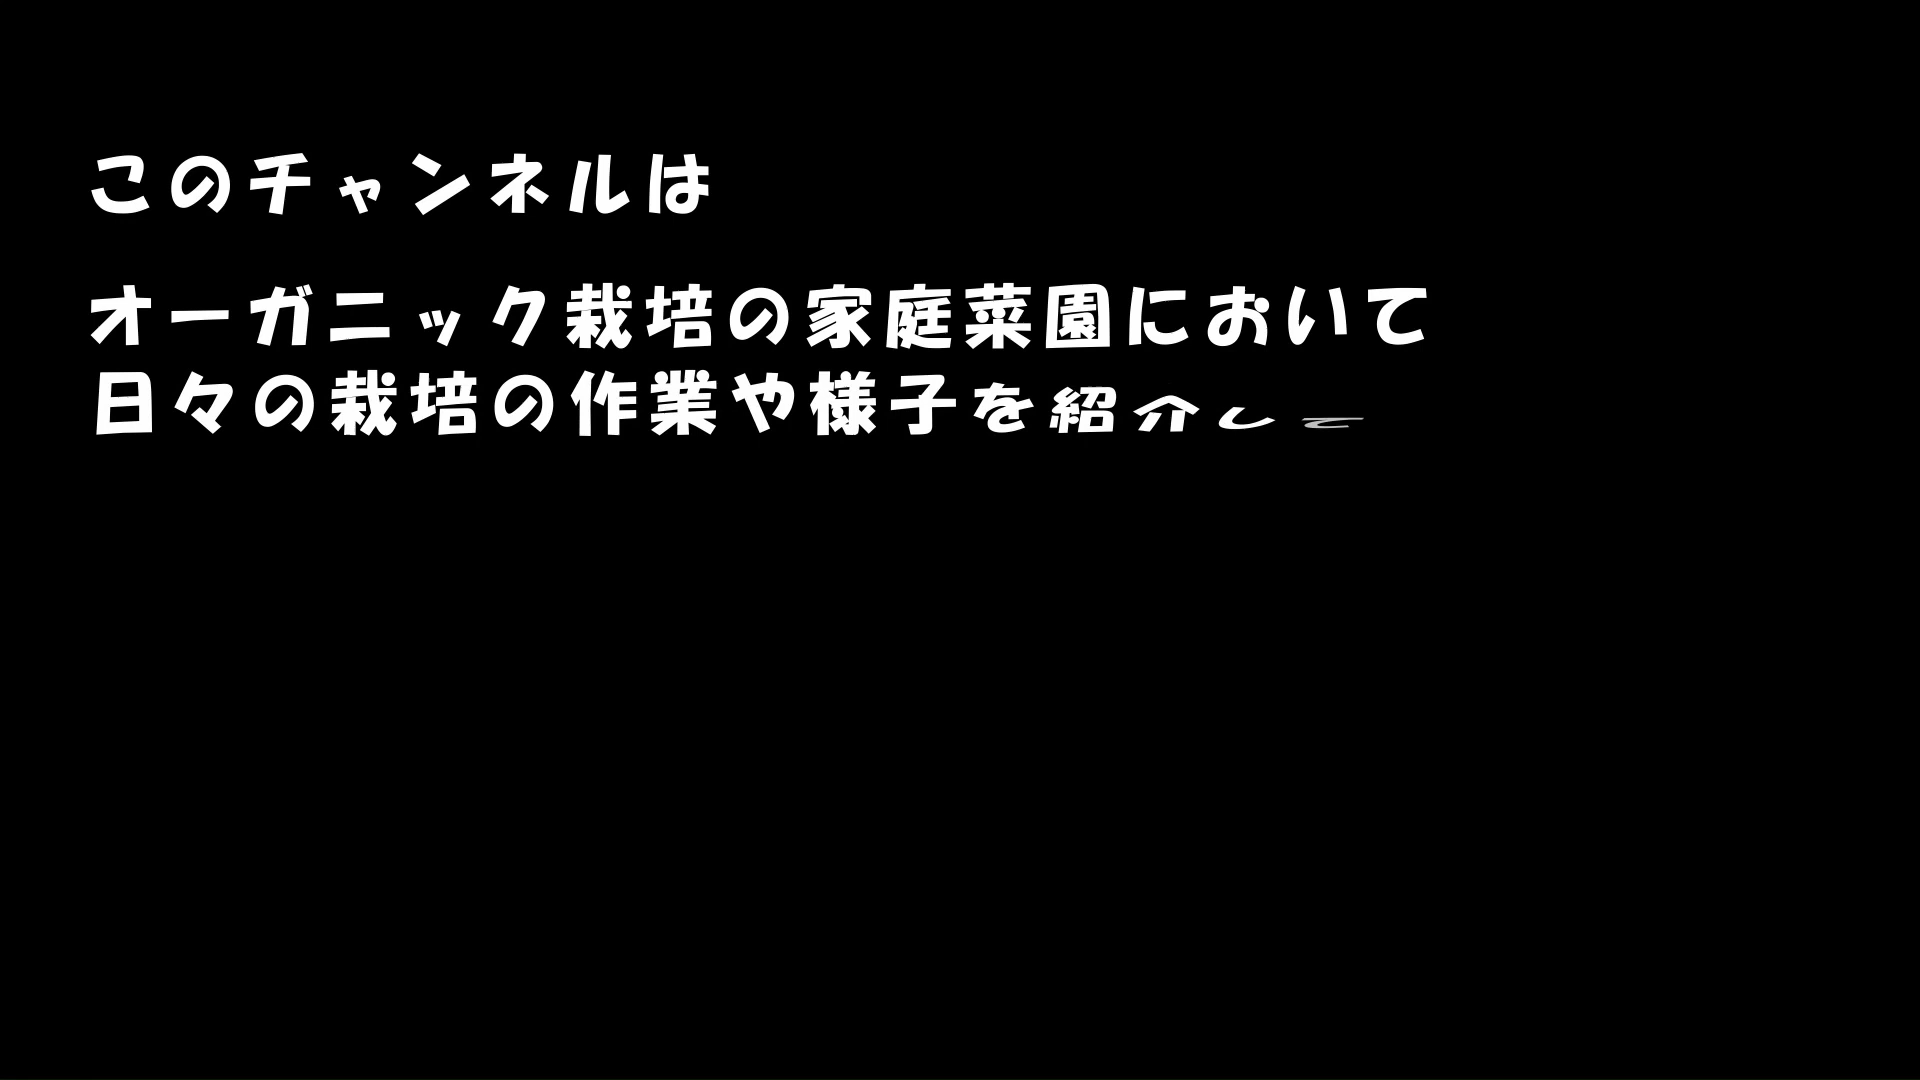 このチャンネルは
オーガニック栽培の家庭菜園において
日々の栽培の作業や様子を紹介して